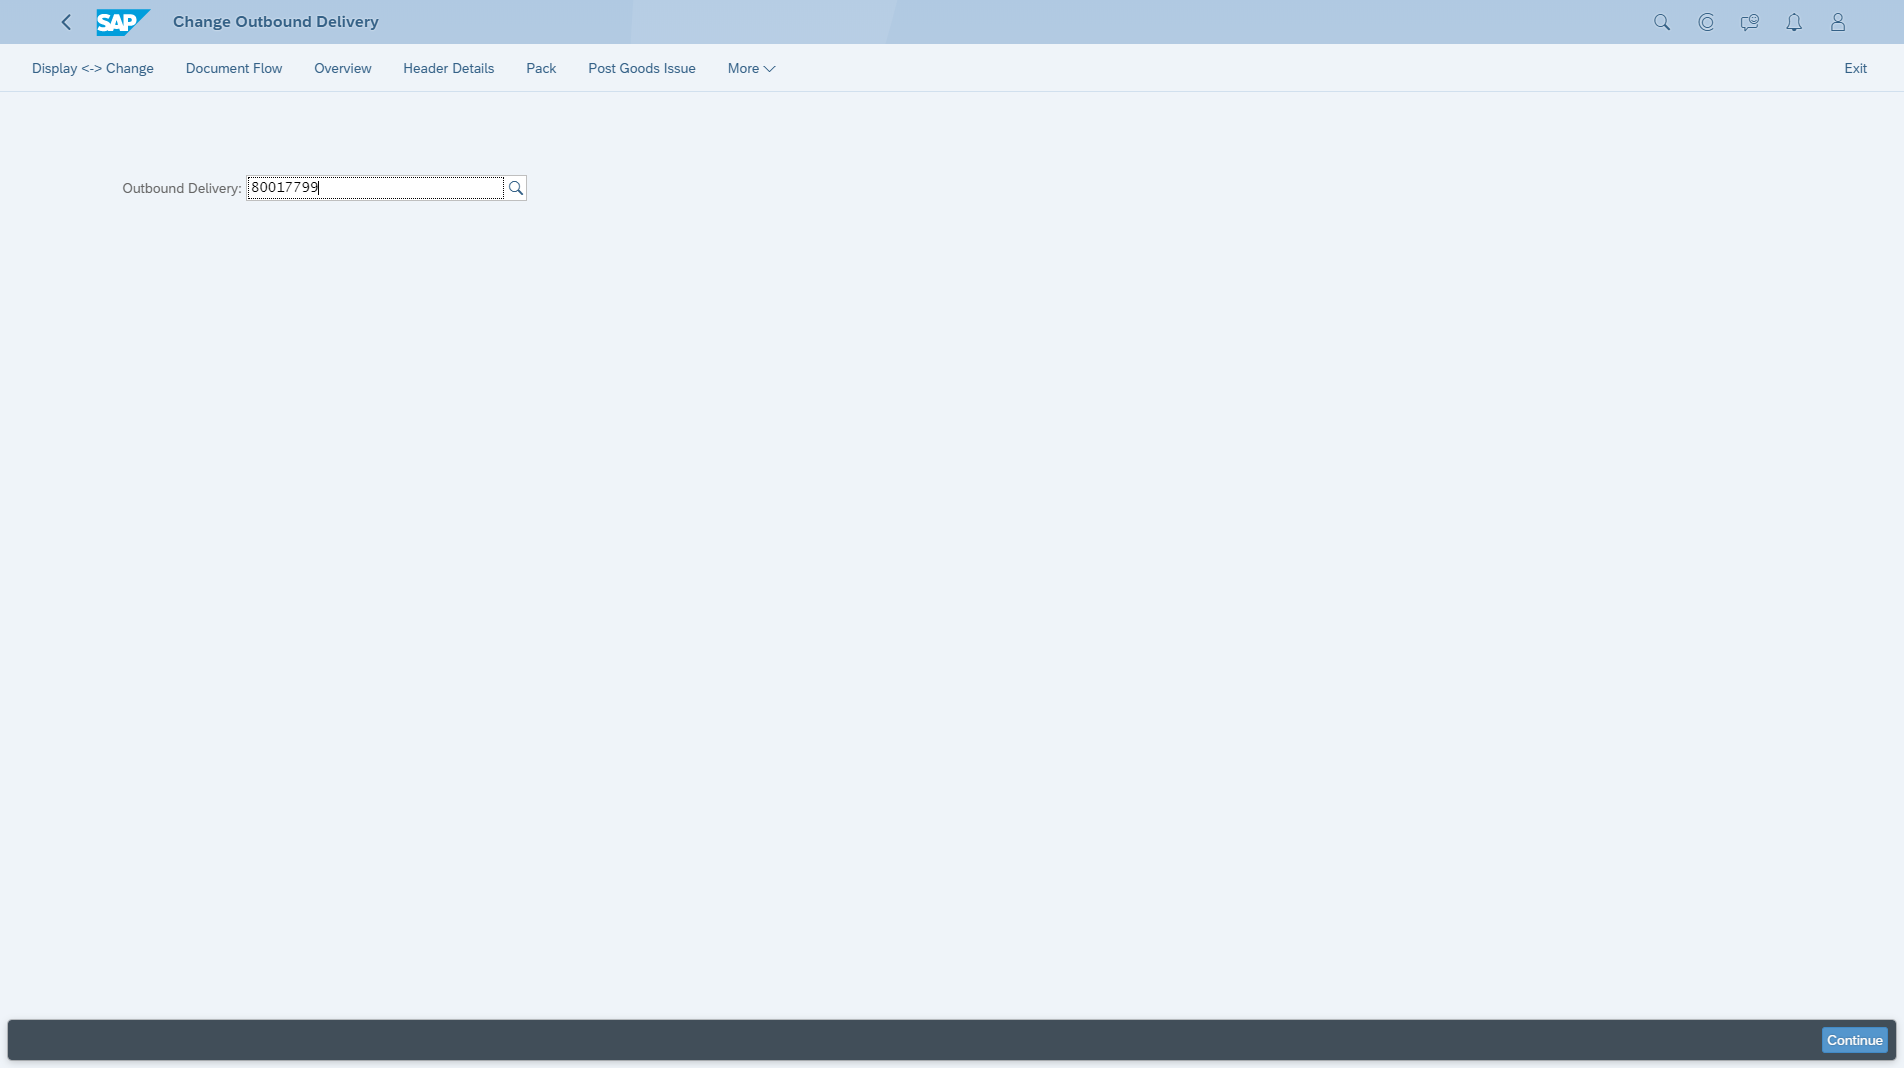 SAP Change Outbound Delivery
Display <-> Change Document Flow Overview Header Details Pack Post Goods Issue More Exit
Outbound Delivery: 80017799
Continue